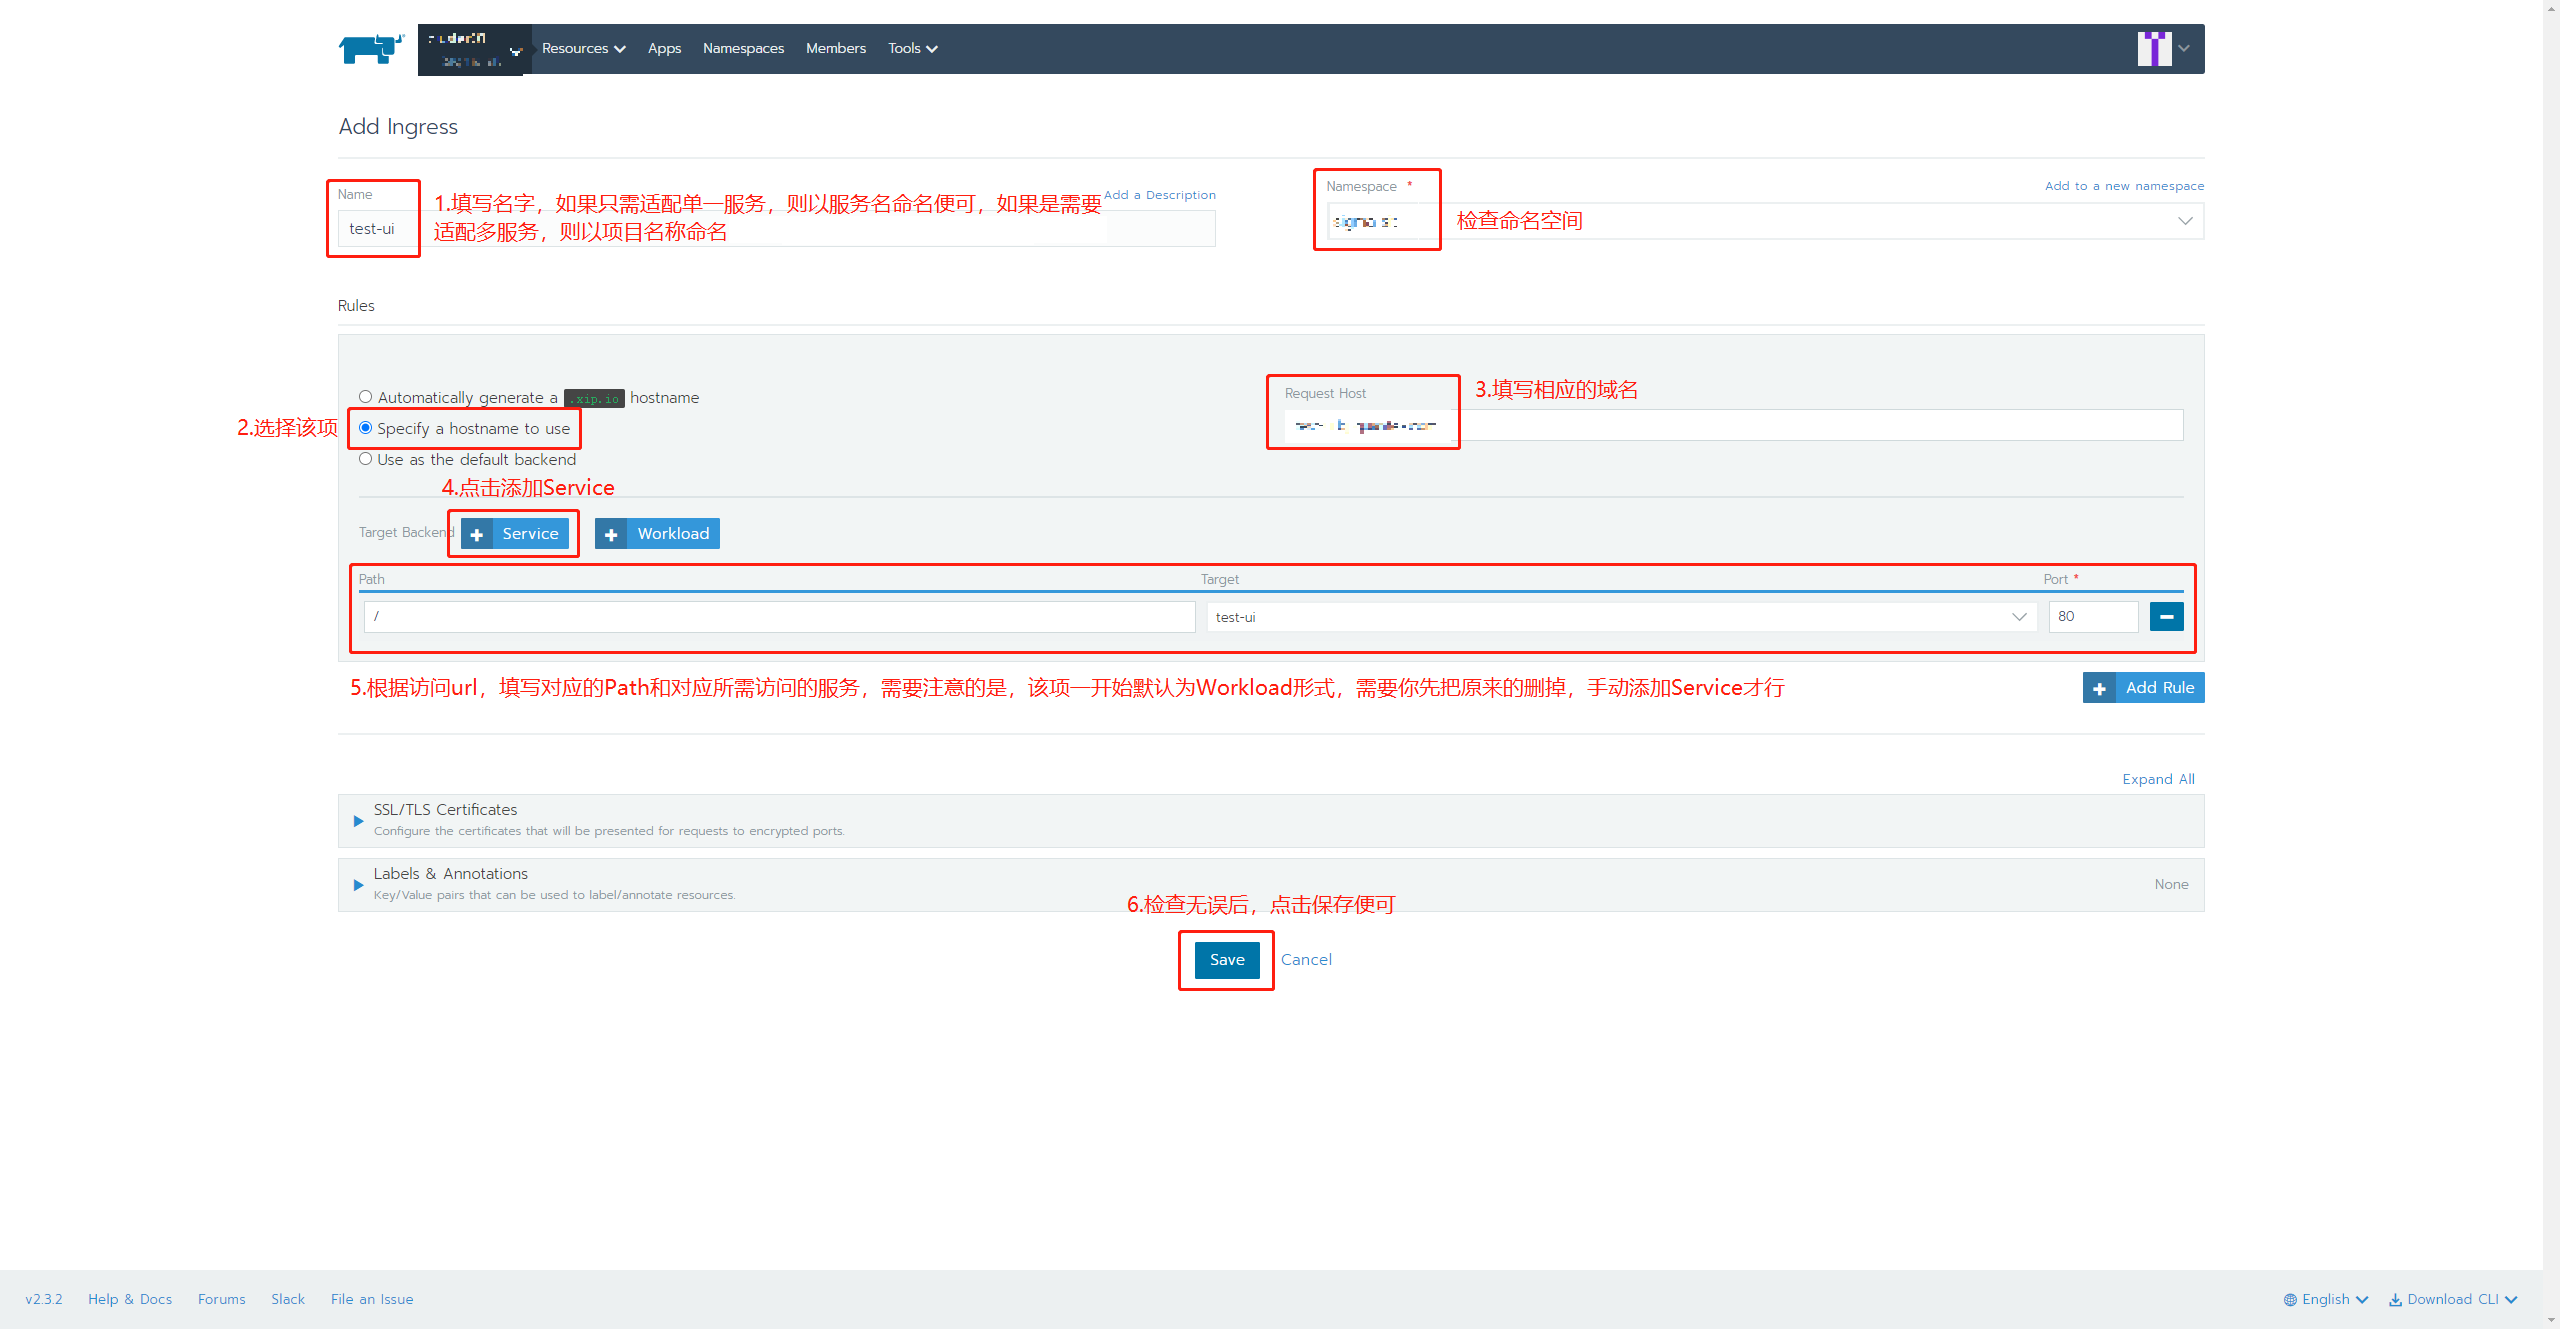 Resources Apps Namespaces Members Tools
Add Ingress
Name
Add a Description
test-ui
1.填写名字，如果只需适配单一服务，则以服务名命名便可，如果是需要
适配多服务，则以项目名称命名
Namespace *
Add to a new namespace
检查命名空间
Rules
Automatically generate a .xip.io hostname
2.选择该项
Specify a hostname to use
Use as the default backend
Request Host
3.填写相应的域名
4.点击添加Service
Target Backend
Service
Workload
Path Target Port *
/ test-ui 80
5.根据访问url，填写对应的Path和对应所需访问的服务，需要注意的是，该项一开始默认为Workload形式，需要你先把原来的删掉，手动添加Service才行
Add Rule
Expand All
SSL/TLS Certificates
Configure the certificates that will be presented for requests to encrypted ports.
Labels & Annotations
Key/Value pairs that can be used to label/annotate resources.
None
6.检查无误后，点击保存便可
Save Cancel
v2.3.2 Help & Docs Forums Slack File an Issue English Download CLI